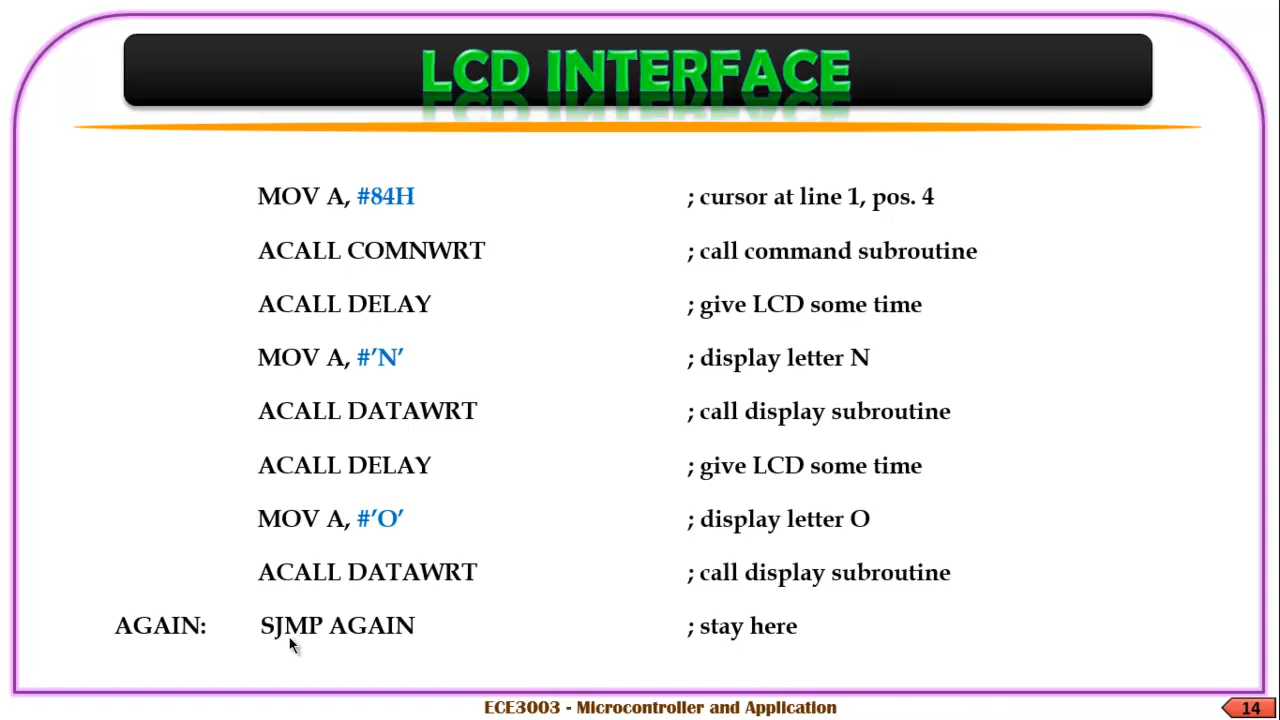 LCD INTERFACE
MOV A, #84H ; cursor at line 1, pos. 4
ACALL COMNWRT ; call command subroutine
ACALL DELAY ; give LCD some time
MOV A, #’N’ ; display letter N
ACALL DATAWRT ; call display subroutine
ACALL DELAY ; give LCD some time
MOV A, #’O’ ; display letter O
ACALL DATAWRT ; call display subroutine
AGAIN: SJMP AGAIN ; stay here
ECE3003 - Microcontroller and Application
14